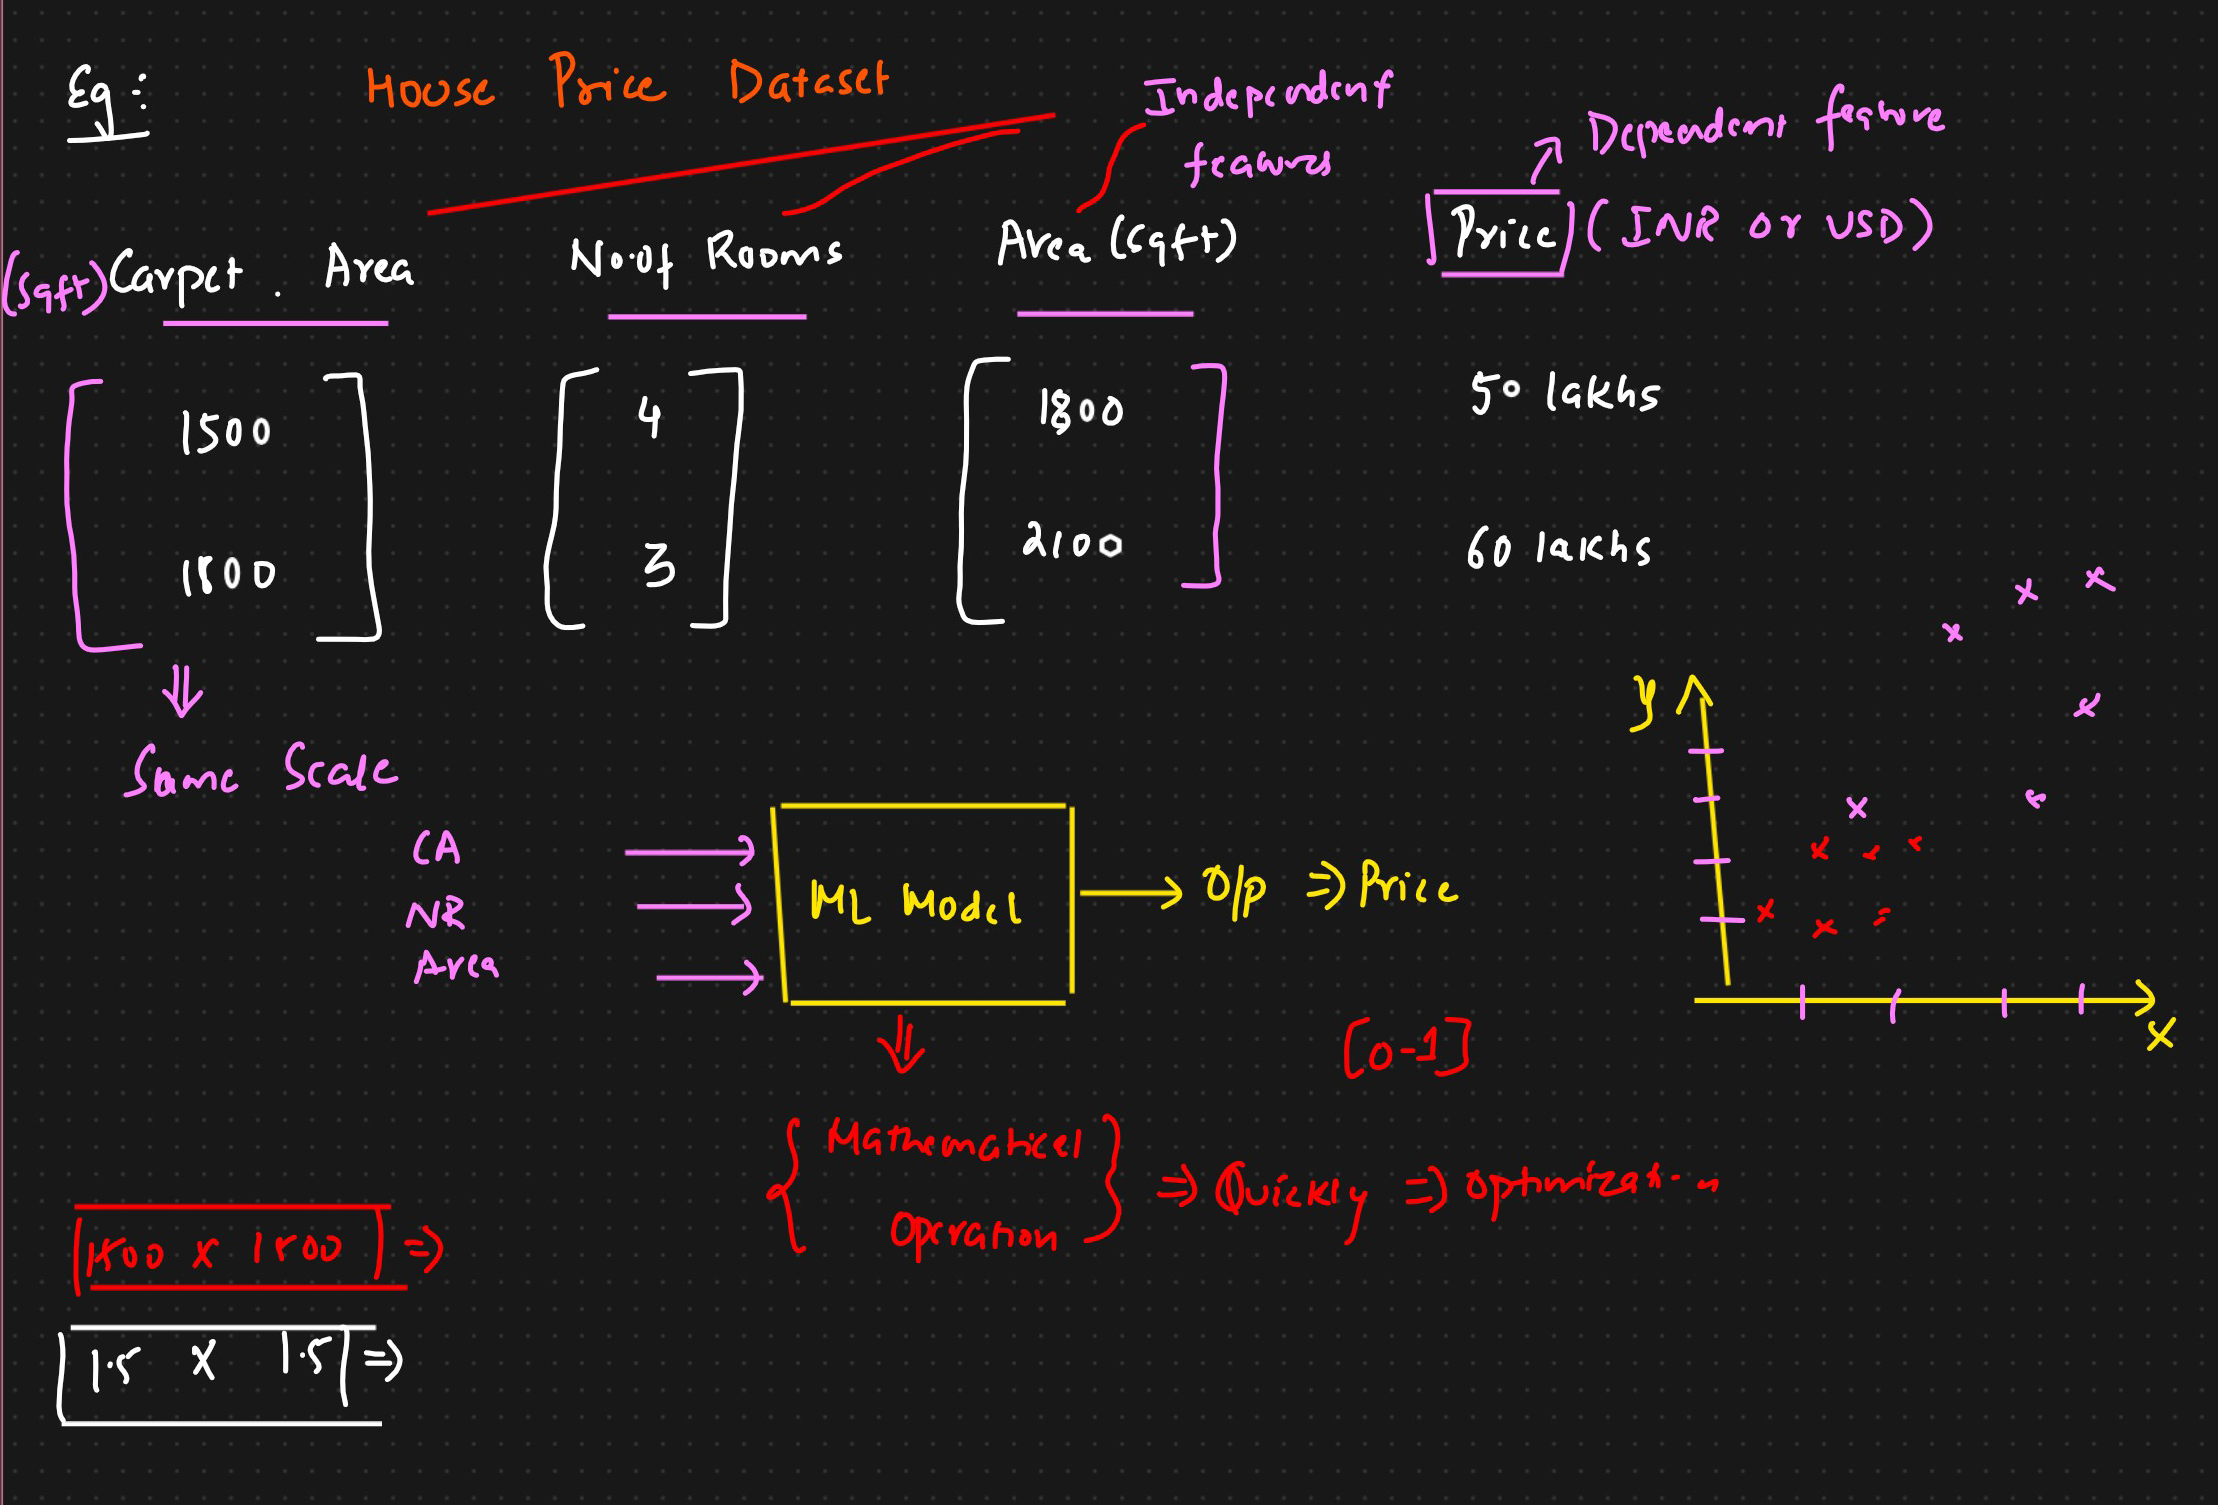 Eg:
House Price Dataset
Independent
features
Dependent feature
Price (INR or USD)
(sqft) Carpet. Area
No.of Rooms
Area (sqft)
1500 4 1800 50 lakhs
1800 3 2100 60 lakhs
Same Scale
y
CA
NR
Area
ML Model
O/P => Price
x
[0-1]
Mathematical
Operation
=> Quickly => Optimization
=>
1.5 x 1.5 =>